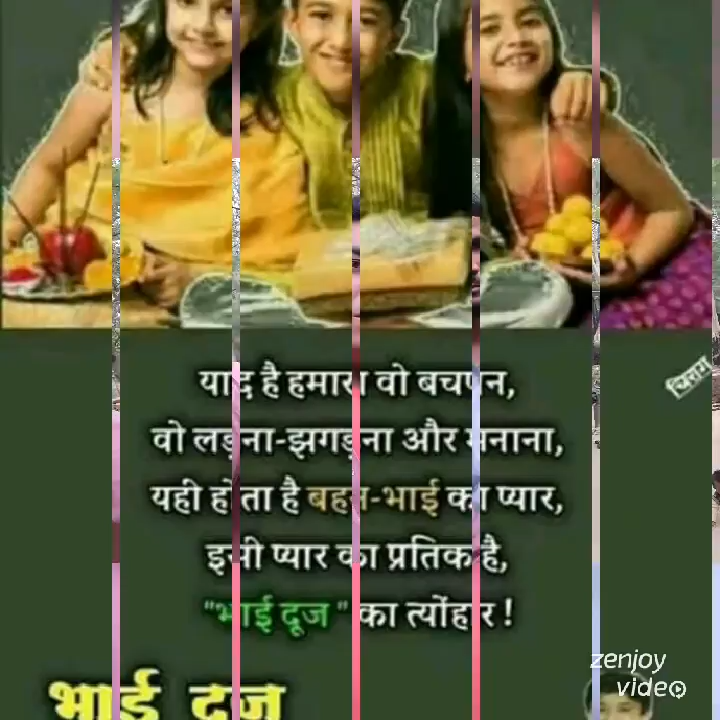 याद है हमारा वो बचपन,
चिराग
वो लड़ना-झगड़ना और मनाना,
यही होता है बहन-भाई का प्यार,
इसी प्यार का प्रतिक है,
"भाई दूज" का त्योंहार !
zenjoy
video
भाई दूज